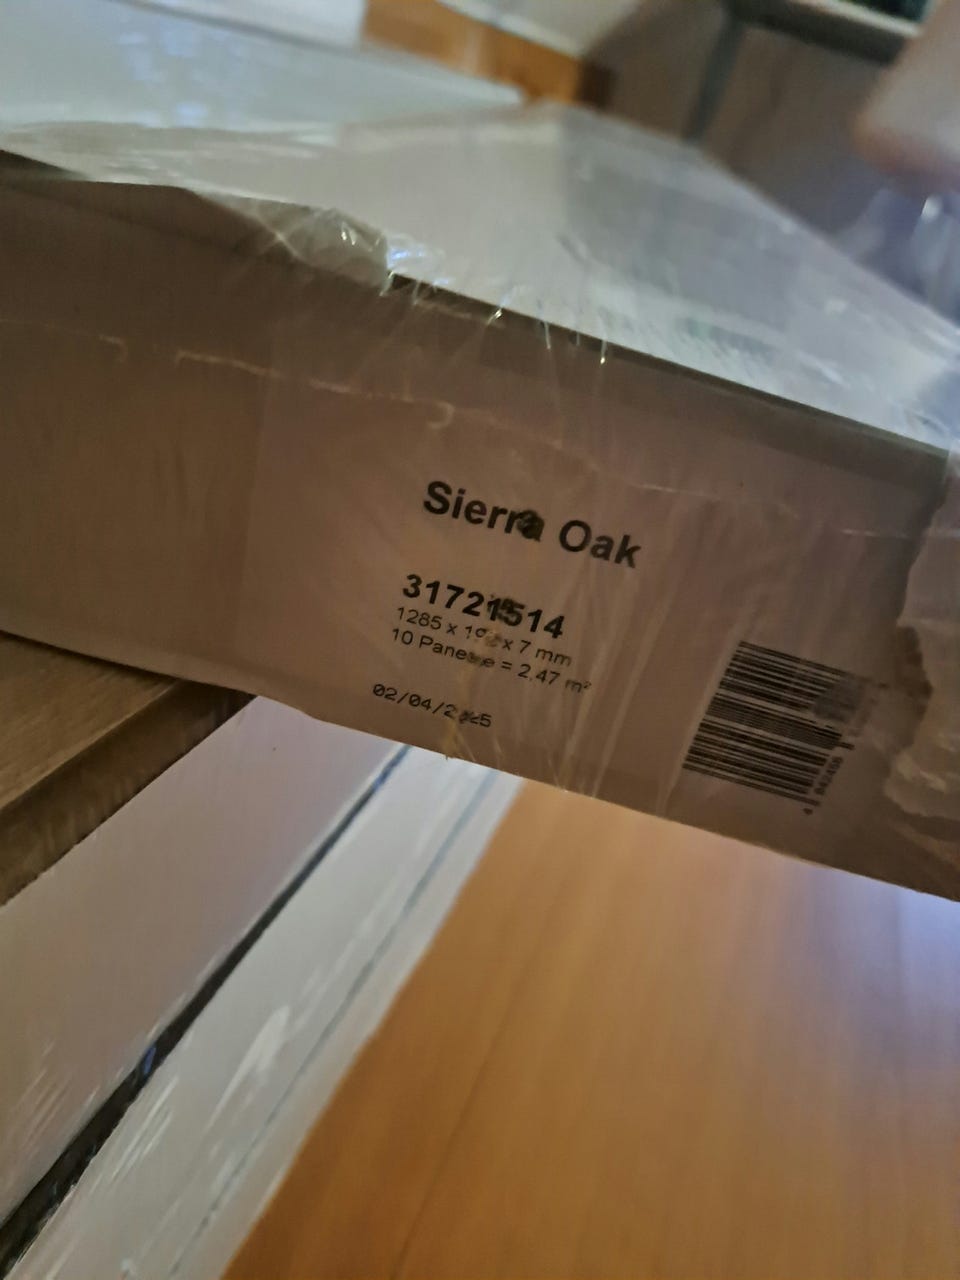 Sierra Oak
31721514
1285 x x 7 mm
10 = 2.47 m²
02/04/2025